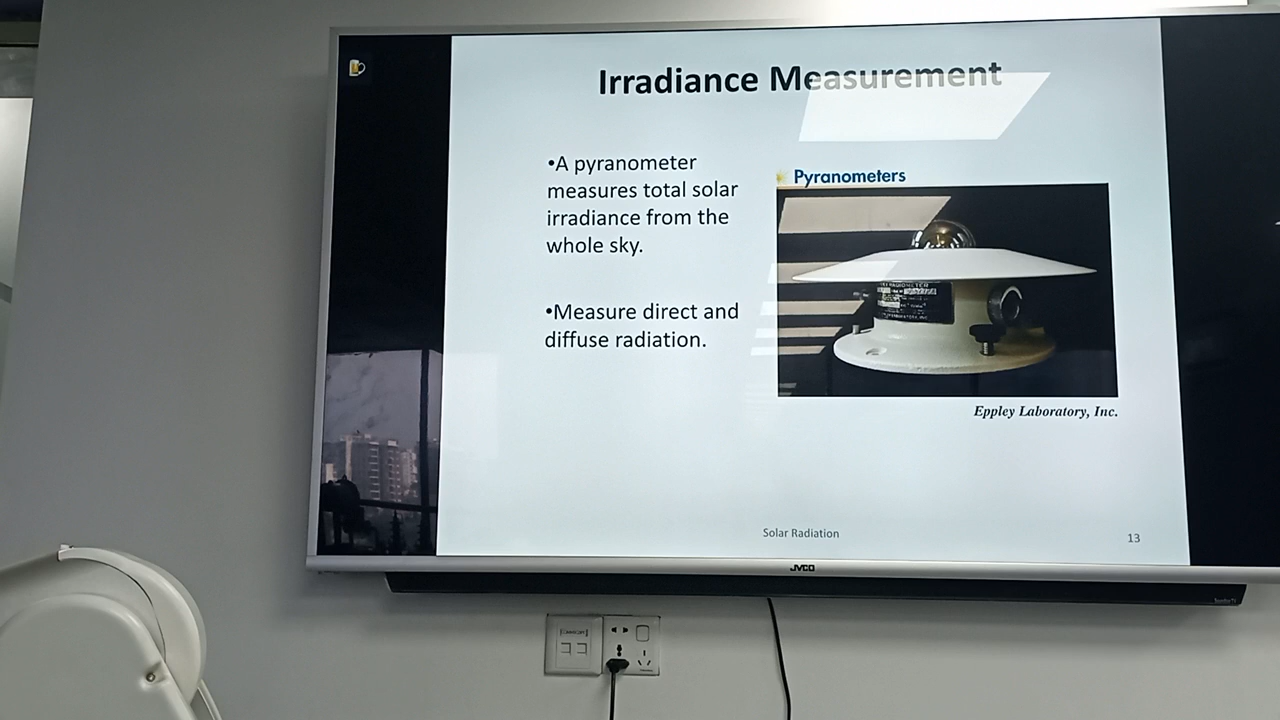 Irradiance Measurement
•A pyranometer
measures total solar
irradiance from the
whole sky.
•Measure direct and
diffuse radiation.
Pyranometers
Eppley Laboratory, Inc.
Solar Radiation
13
JVCO